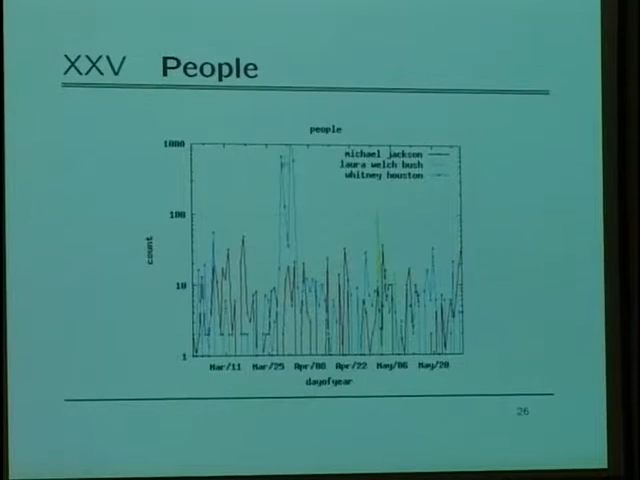 XXV People
people
1000
michael jackson
laura welch bush
whitney houston
100
count
10
1
Mar/11 Mar/25 Apr/08 Apr/22 May/06 May/20
dayofyear
26